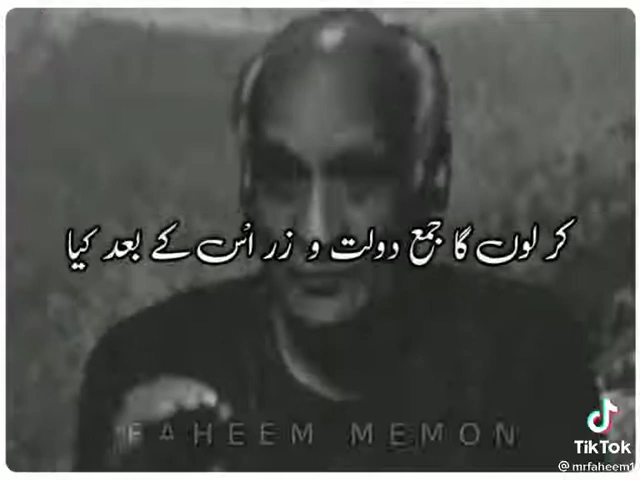 کر لوں گا جمع دولت و زر اُس کے بعد کیا
FAHEEM MEMON
TikTok
@mrfaheem1